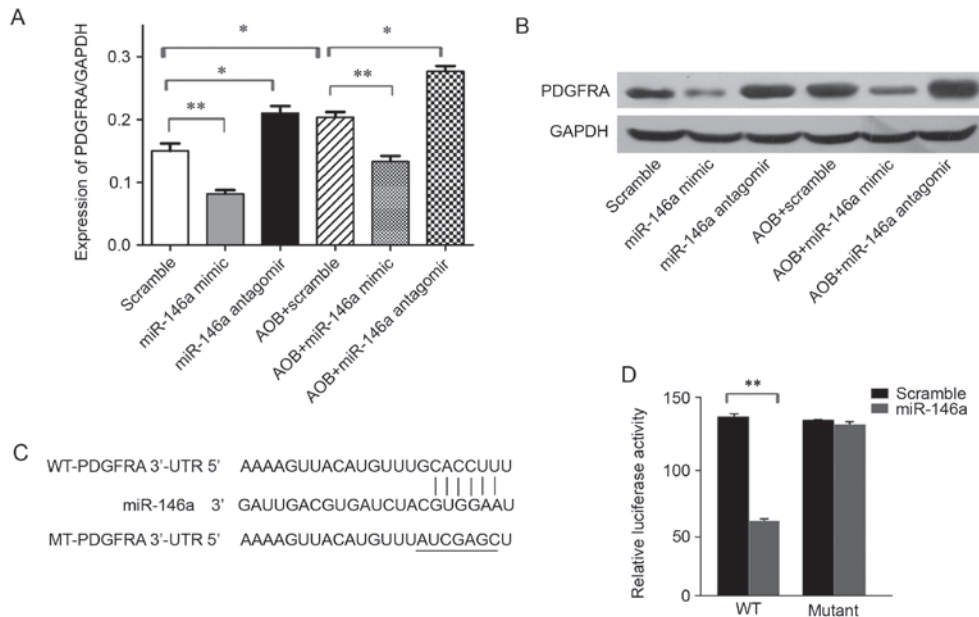 A
Expression of PDGFRA/GAPDH
0.3
0.2
0.1
0.0
*
*
*
**
**
Scramble
miR-146a mimic
miR-146a antagomir
AOB+scramble
AOB+miR-146a mimic
AOB+miR-146a antagomir
B
PDGFRA
GAPDH
Scramble
miR-146a mimic
miR-146a antagomir
AOB+scramble
AOB+miR-146a mimic
AOB+miR-146a antagomir
C
WT-PDGFRA 3'-UTR 5' AAAAGUUACAUGUUUGCACCUUU
miR-146a 3' GAUUGACGUGAUCUACGUGGAAU
MT-PDGFRA 3'-UTR 5' AAAAGUUACAUGUUUAUCGAGCU
D
Relative luciferase activity
150
100
50
0
**
Scramble
miR-146a
WT
Mutant